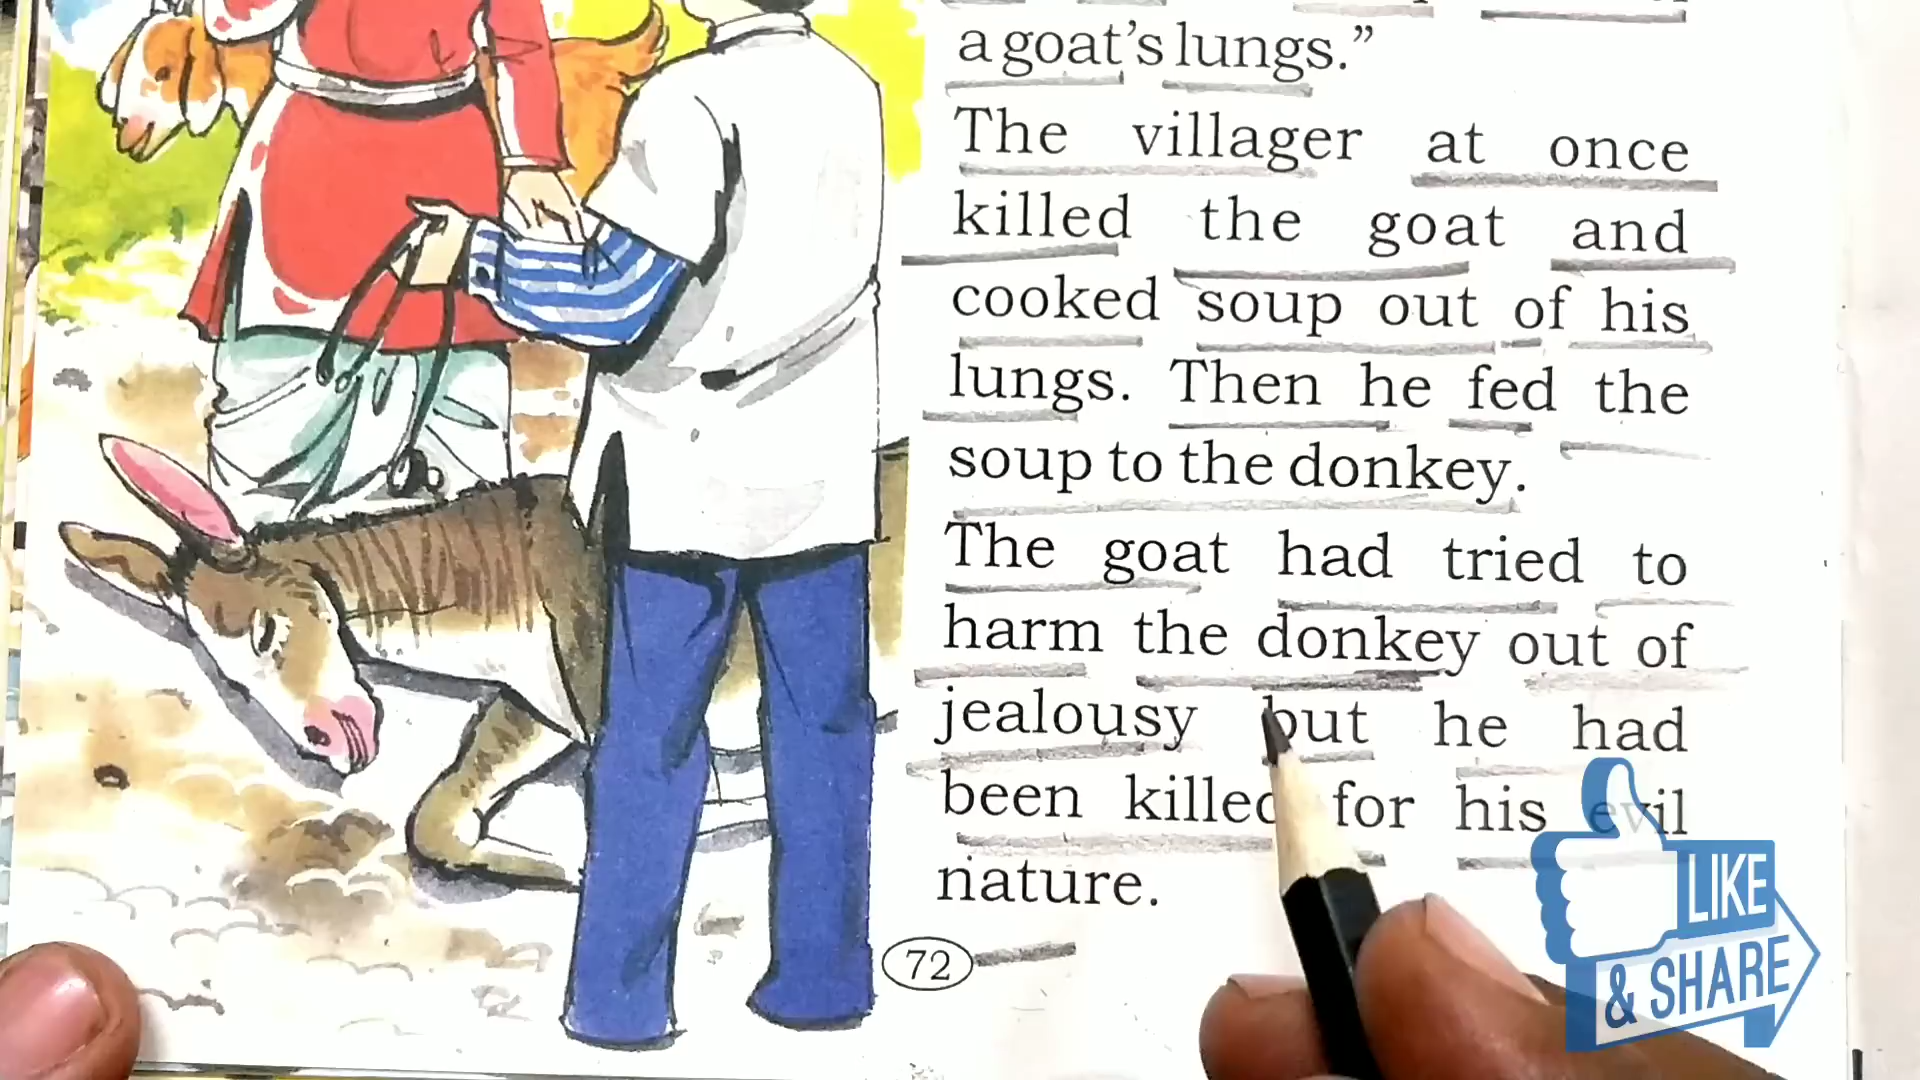 a goat's lungs."
The villager at once
killed the goat and
cooked soup out of his
lungs. Then he fed the
soup to the donkey.
The goat had tried to
harm the donkey out of
jealousy but he had
been killed for his evil
nature.
72
LIKE
& SHARE